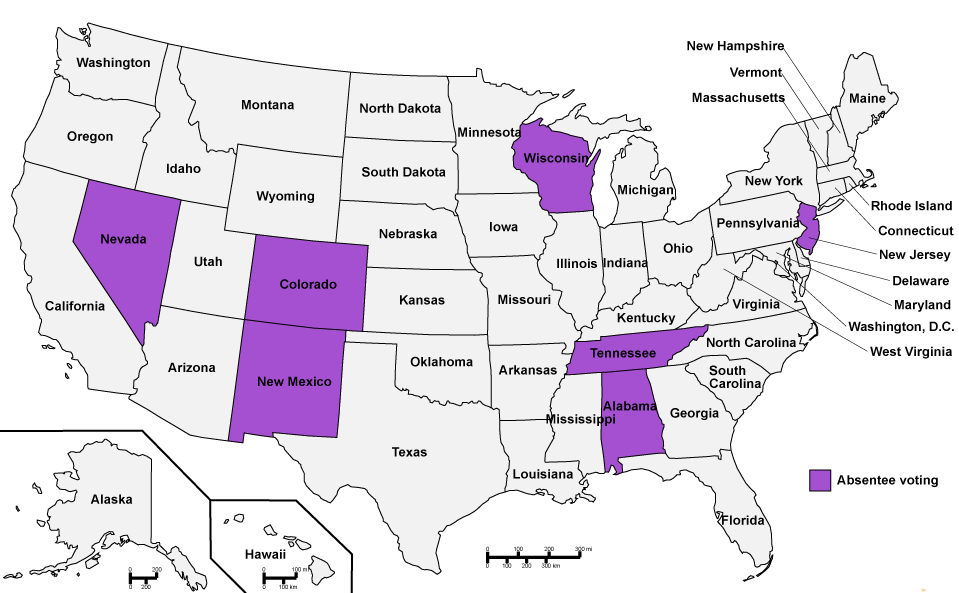 New Hampshire
Vermont
Massachusetts
Washington
Montana
North Dakota
Minnesota
Maine
Oregon
Idaho
Wyoming
South Dakota
Wisconsin
Michigan
New York
Rhode Island
Connecticut
New Jersey
Delaware
Maryland
Washington, D.C.
West Virginia
Nevada
Utah
Colorado
Nebraska
Iowa
Illinois
Indiana
Ohio
Pennsylvania
California
Kansas
Missouri
Kentucky
Virginia
Arizona
New Mexico
Oklahoma
Arkansas
Tennessee
North Carolina
South
Carolina
Texas
Louisiana
Mississippi
Alabama
Georgia
Florida
Absentee voting
Alaska
Hawaii
0 200
0 200
0 100 mi
0 100 km
0 100 200 300 mi
0 100 200 300 km